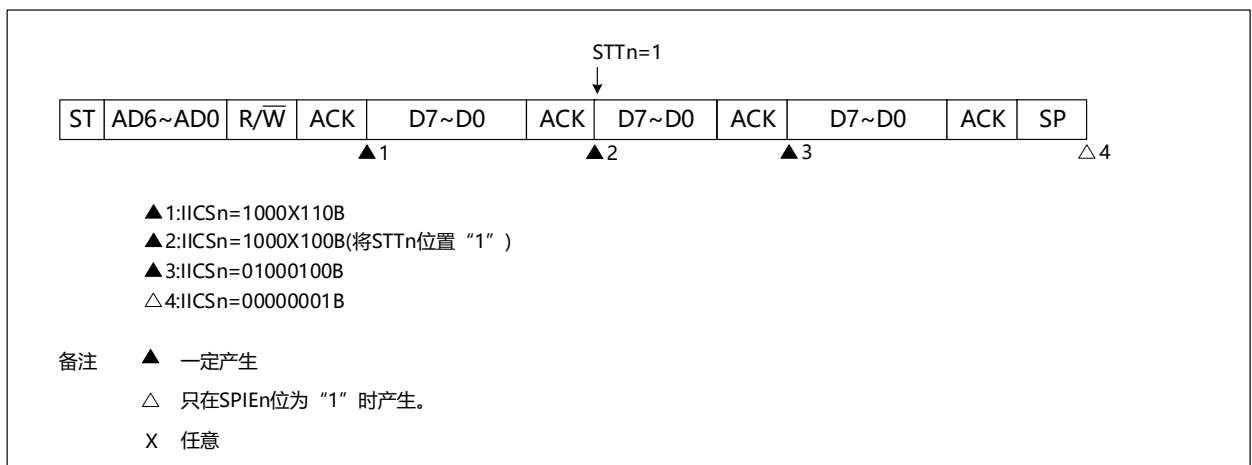 STTn=1
ST AD6~AD0 R/W̅ ACK D7~D0 ACK D7~D0 ACK D7~D0 ACK SP
▲1 ▲2 ▲3 △4
▲1:IICSn=1000X110B
▲2:IICSn=1000X100B(将STTn位置“1”)
▲3:IICSn=01000100B
△4:IICSn=00000001B
备注 ▲ 一定产生
△ 只在SPIEn位为“1”时产生。
X 任意